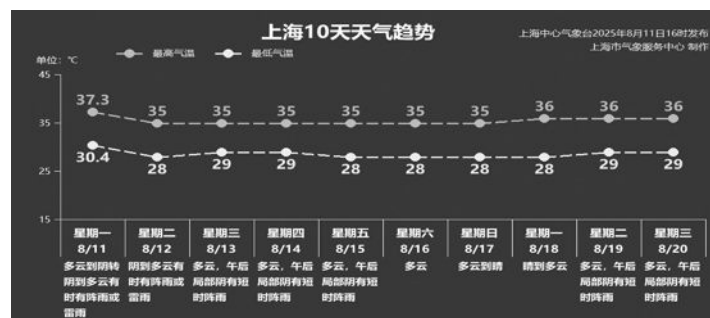 上海10天天气趋势
上海中心气象台2025年8月11日16时发布
上海市气象服务中心 制作
单位：℃
最高气温 最低气温
45
37.3 35 35 35 35 35 35 36 36 36
35
30.4 28 29 29 28 28 28 28 29 29
25
15
星期一 星期二 星期三 星期四 星期五 星期六 星期日 星期一 星期二 星期三
8/11 8/12 8/13 8/14 8/15 8/16 8/17 8/18 8/19 8/20
多云到阴转 阴到多云有 多云，午后 多云，午后 多云，午后 多云 多云到晴 晴到多云 多云，午后 多云，午后
阴到多云有 时有阵雨或 局部阴有短 局部阴有短 局部阴有短 局部阴有短 局部阴有短
时有阵雨或 雷雨 时阵雨 时阵雨 时阵雨 时阵雨 时阵雨
雷雨